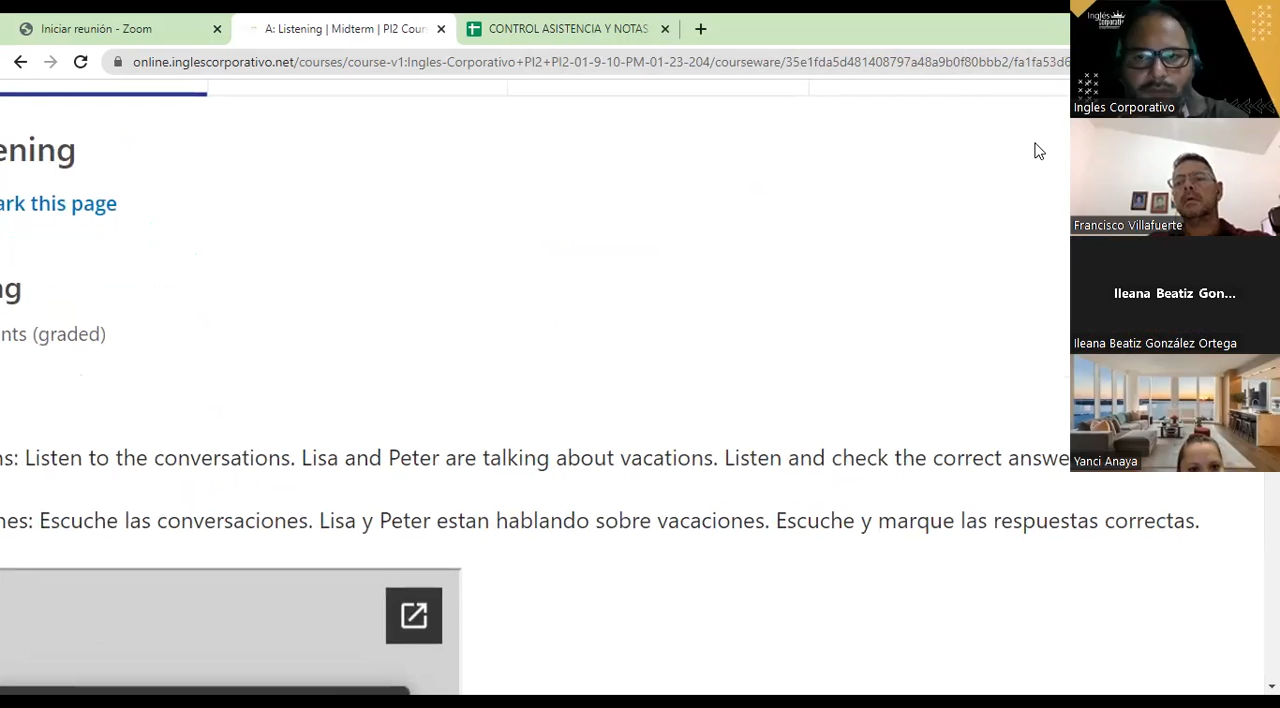 Iniciar reunión - Zoom
A: Listening | Midterm | PI2 Cour
CONTROL ASISTENCIA Y NOTAS
online.inglescorporativo.net/courses/course-v1:Ingles-Corporativo+PI2+PI2-01-9-10-PM-01-23-204/courseware/35e1fda5d481408797a48a9b0f80bbb2/fa1fa53d6
Inglés
Corporativo
Ingles Corporativo
ening
ark this page
Francisco Villafuerte
ng
Ileana Beatiz Gon...
nts (graded)
Ileana Beatiz González Ortega
ns: Listen to the conversations. Lisa and Peter are talking about vacations. Listen and check the correct answe
Yanci Anaya
nes: Escuche las conversaciones. Lisa y Peter estan hablando sobre vacaciones. Escuche y marque las respuestas correctas.